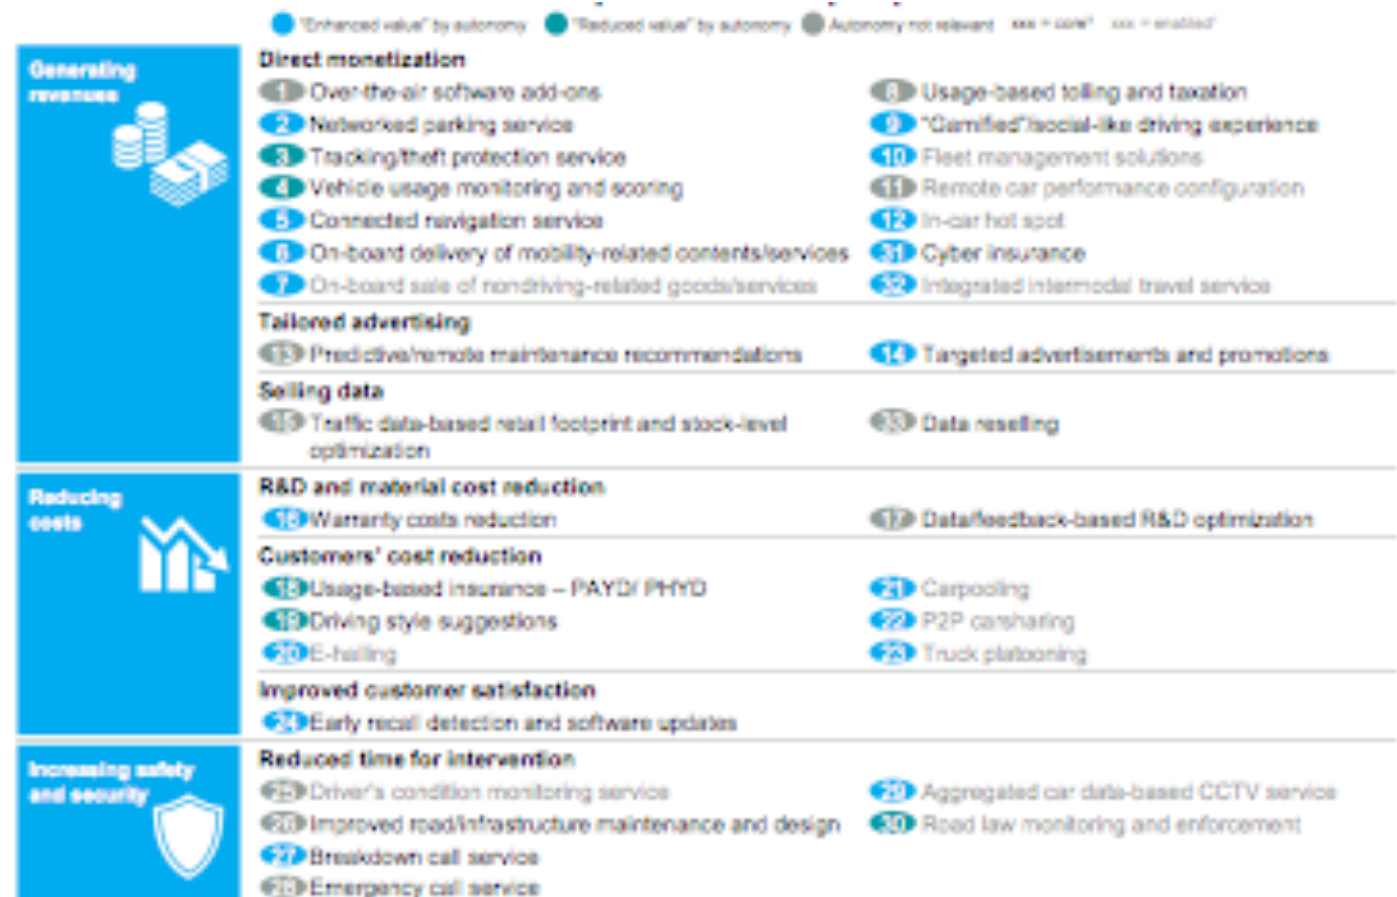 "Enhanced value" by autonomy "Reduced value" by autonomy Autonomy not relevant xxx = core¹ xxx = enabled¹
Generating
revenues
Direct monetization
1 Over-the-air software add-ons
2 Networked parking service
3 Tracking/theft protection service
4 Vehicle usage monitoring and scoring
5 Connected navigation service
6 On-board delivery of mobility-related contents/services
7 On-board sale of nondriving-related goods/services
8 Usage-based tolling and taxation
9 "Gamified"/social-like driving experience
10 Fleet management solutions
11 Remote car performance configuration
12 In-car hot spot
31 Cyber insurance
32 Integrated intermodal travel service
Tailored advertising
13 Predictive/remote maintenance recommendations
14 Targeted advertisements and promotions
Selling data
15 Traffic data-based retail footprint and stock-level
optimization
33 Data reselling
Reducing
costs
R&D and material cost reduction
16 Warranty costs reduction
17 Data/feedback-based R&D optimization
Customers' cost reduction
18 Usage-based insurance – PAYD/ PHYD
19 Driving style suggestions
20 E-hailing
21 Carpooling
22 P2P carsharing
23 Truck platooning
Improved customer satisfaction
24 Early recall detection and software updates
Increasing safety
and security
Reduced time for intervention
25 Driver's condition monitoring service
26 Improved road/infrastructure maintenance and design
27 Breakdown call service
28 Emergency call service
29 Aggregated car data-based CCTV service
30 Road law monitoring and enforcement